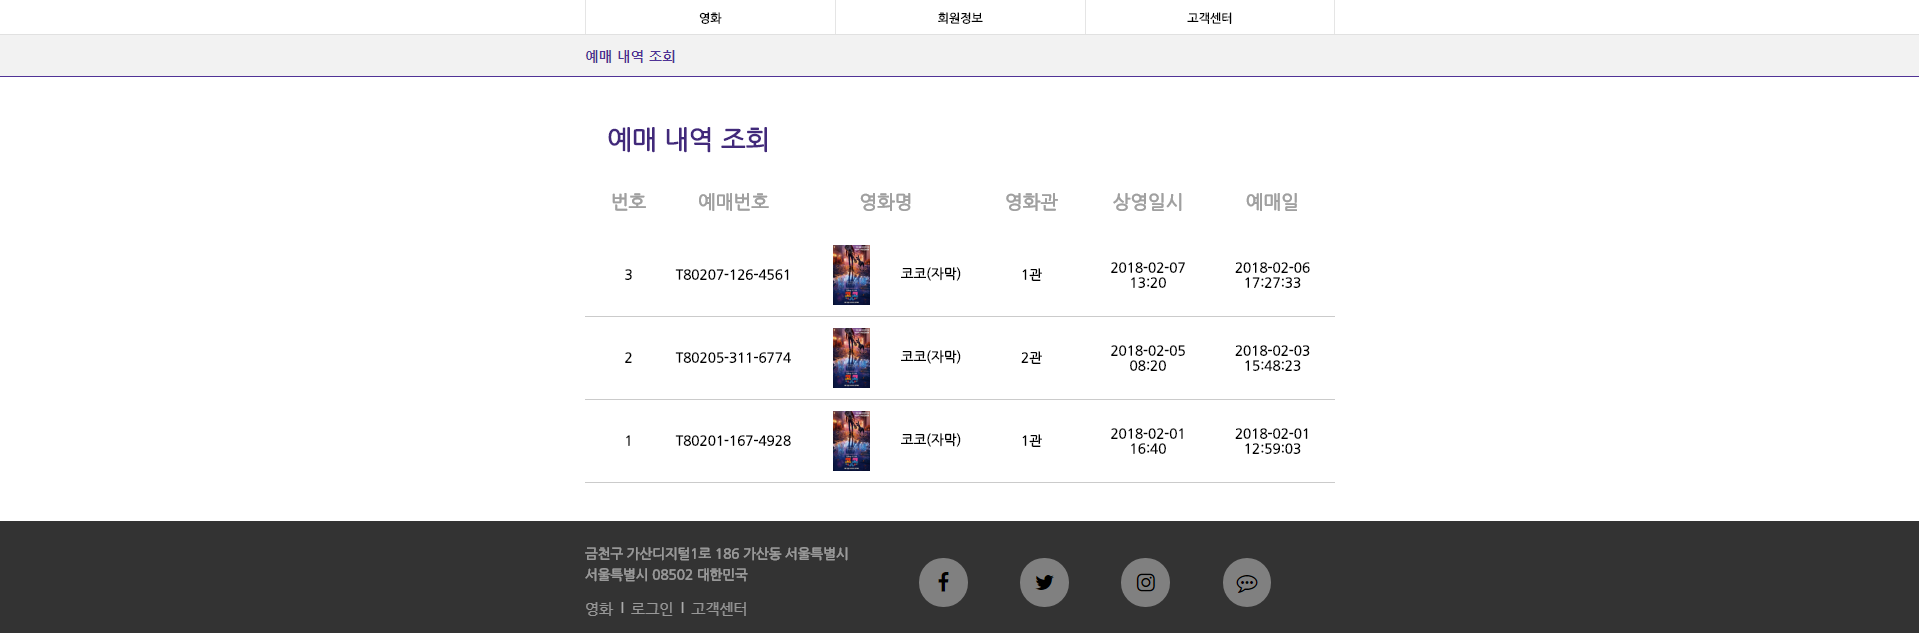 영화 회원정보 고객센터
예매 내역 조회
예매 내역 조회
번호 예매번호 영화명 영화관 상영일시 예매일
3 T80207-126-4561 코코(자막) 1관 2018-02-07 13:20 2018-02-06 17:27:33
2 T80205-311-6774 코코(자막) 2관 2018-02-05 08:20 2018-02-03 15:48:23
1 T80201-167-4928 코코(자막) 1관 2018-02-01 16:40 2018-02-01 12:59:03
금천구 가산디지털1로 186 가산동 서울특별시
서울특별시 08502 대한민국
영화 | 로그인 | 고객센터